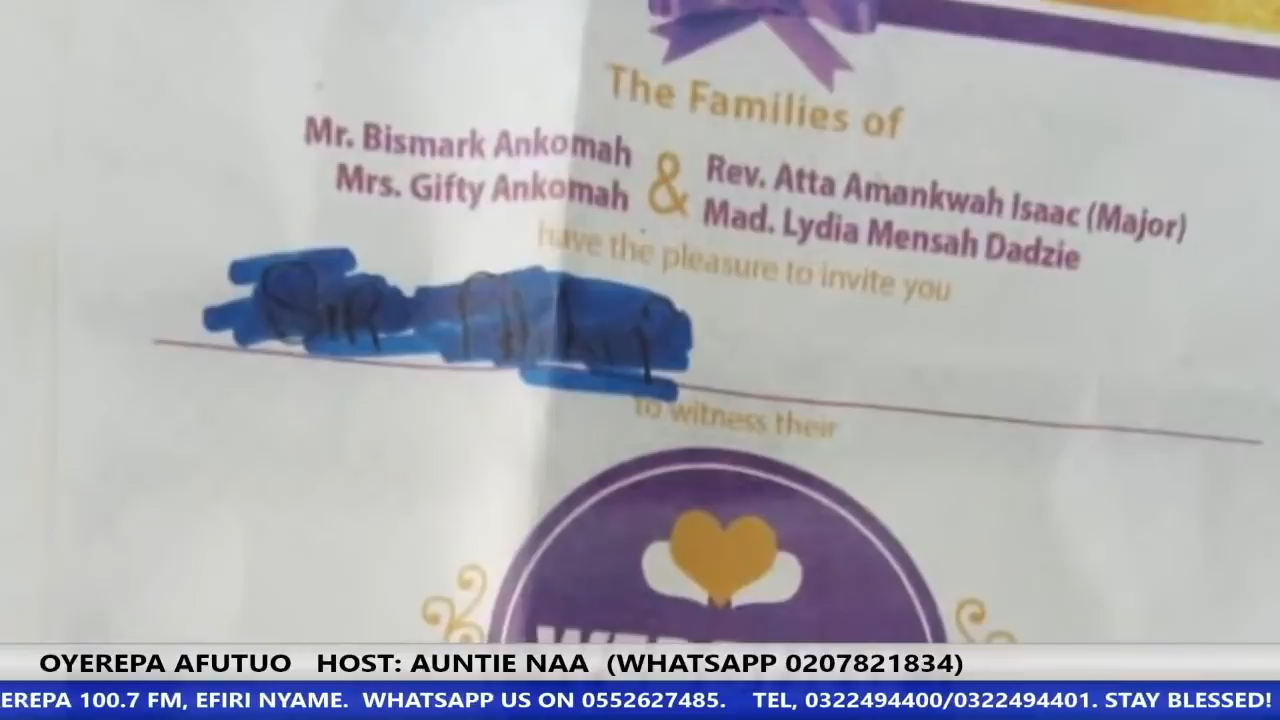 The Families of
Mr. Bismark Ankomah
Mrs. Gifty Ankomah
&
Rev. Atta Amankwah Isaac (Major)
Mad. Lydia Mensah Dadzie
have the pleasure to invite you
to witness their
OYEREPA AFUTUO HOST: AUNTIE NAA (WHATSAPP 0207821834)
EREPA 100.7 FM, EFIRI NYAME. WHATSAPP US ON 0552627485. TEL, 0322494400/0322494401. STAY BLESSED!